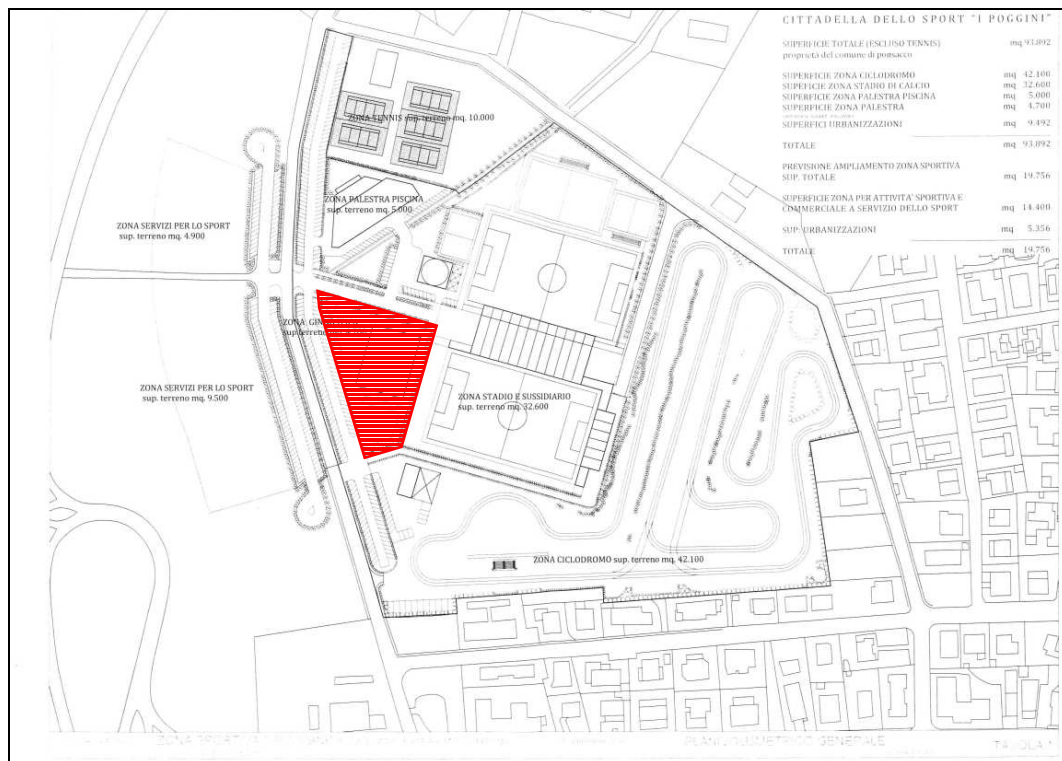 CITTADELLA DELLO SPORT "I POGGINI"
SUPERFICIE TOTALE (ESCLUSO TENNIS) mq 93.892
proprietà del comune di ponsacco
SUPERFICIE ZONA CICLODROMO mq 42.100
SUPEFICIE ZONA STADIO DI CALCIO mq 32.600
SUPERFICIE ZONA PALESTRA PISCINA mq 5.000
SUPERFICIE ZONA PALESTRA mq 4.700
SUPERFICI URBANIZZAZIONI mq 9.492
TOTALE mq 93.892
PREVISIONE AMPLIAMENTO ZONA SPORTIVA
SUP. TOTALE mq 19.756
SUPERFICIE ZONA PER ATTIVITA' SPORTIVA E
COMMERCIALE A SERVIZIO DELLO SPORT mq 14.400
SUP. URBANIZZAZIONI mq 5.356
TOTALE mq 19.756
ZONA TENNIS sup. terreno mq. 10.000
ZONA PALESTRA PISCINA
sup. terreno mq. 5.000
ZONA SERVIZI PER LO SPORT
sup. terreno mq. 4.900
ZONA
sup. terreno
ZONA SERVIZI PER LO SPORT
sup. terreno mq. 9.500
ZONA STADIO E SUSSIDIARIO
sup. terreno mq. 32.600
ZONA CICLODROMO sup. terreno mq. 42.100
PLANIVOLUMETRICO GENERALE
TAVOLA